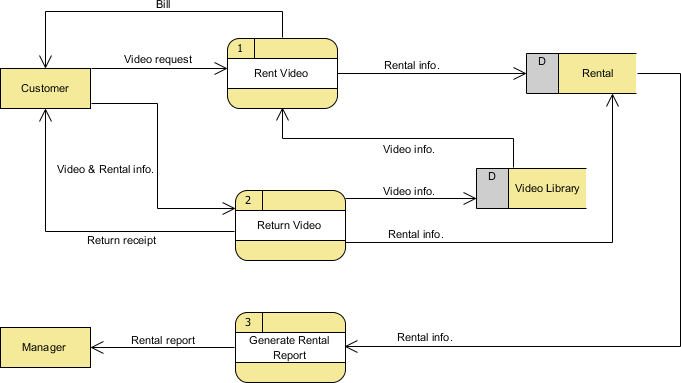 Bill
1
Video request
Rental info.
D
Rental
Customer
Rent Video
Video info.
Video & Rental info.
D
Video Library
2
Video info.
Return Video
Rental info.
Return receipt
3
Rental info.
Manager
Rental report
Generate Rental
Report